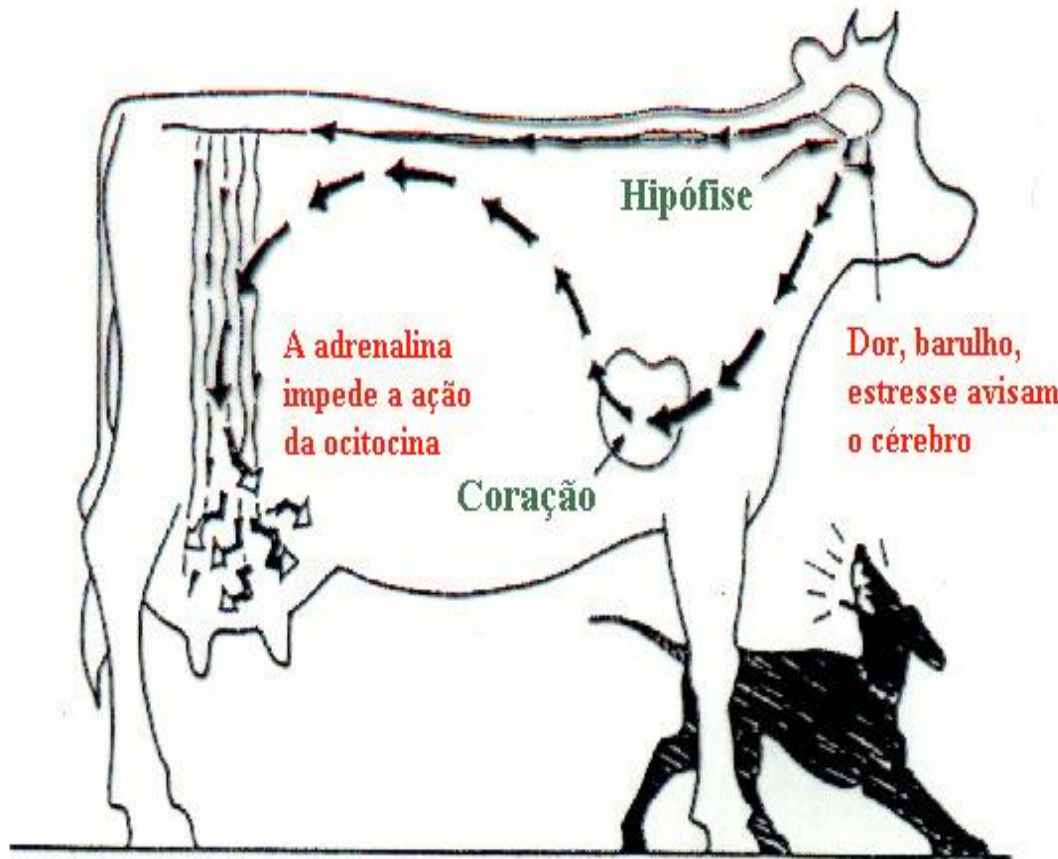 Hipófise
A adrenalina
impede a ação
da ocitocina
Dor, barulho,
estresse avisam
o cérebro
Coração